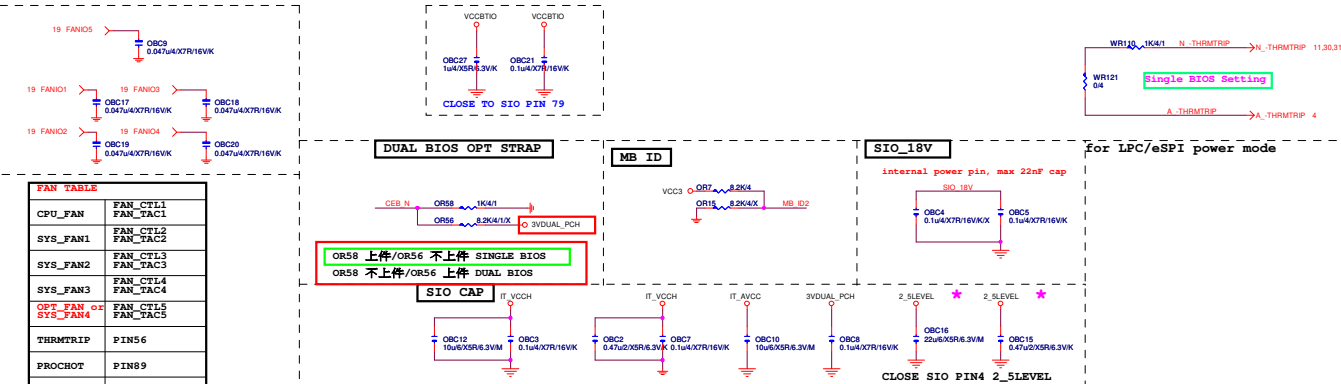 19 FANIO5
OBC9
0.047u/4/X7R/16V/K
19 FANIO1
OBC17
0.047u/4/X7R/16V/K
19 FANIO3
OBC18
0.047u/4/X7R/16V/K
19 FANIO2
OBC19
0.047u/4/X7R/16V/K
19 FANIO4
OBC20
0.047u/4/X7R/16V/K
VCCBTIO
VCCBTIO
OBC27
1u/4/X5R/6.3V/K
OBC21
0.1u/4/X7R/16V/K
CLOSE TO SIO PIN 79
WR110
1K/4/1
N_-THRMTRIP
N_-THRMTRIP 11,30,31
WR121
0/4
Single BIOS Setting
A_-THRMTRIP
A_-THRMTRIP 4
for LPC/eSPI power mode
FAN TABLE
CPU_FAN
FAN_CTL1
FAN_TAC1
SYS_FAN1
FAN_CTL2
FAN_TAC2
SYS_FAN2
FAN_CTL3
FAN_TAC3
SYS_FAN3
FAN_CTL4
FAN_TAC4
OPT_FAN or
SYS_FAN4
FAN_CTL5
FAN_TAC5
THRMTRIP
PIN56
PROCHOT
PIN89
DUAL BIOS OPT STRAP
CEB_N
OR58
1K/4/1
OR56
8.2K/4/1/X
3VDUAL_PCH
OR58 上件/OR56 不上件 SINGLE BIOS
OR58 不上件/OR56 上件 DUAL BIOS
MB ID
VCC3
OR7
8.2K/4
OR15
8.2K/4/X
MB_ID2
SIO_18V
internal power pin, max 22nF cap
SIO_18V
OBC4
0.1u/4/X7R/16V/K/X
OBC5
0.1u/4/X7R/16V/K
SIO CAP
IT_VCCH
OBC12
10u/6/X5R/6.3V/M
OBC3
0.1u/4/X7R/16V/K
IT_VCCH
OBC2
0.47u/2/X5R/6.3V/K
OBC7
0.1u/4/X7R/16V/K
IT_AVCC
OBC10
10u/6/X5R/6.3V/M
3VDUAL_PCH
OBC8
0.1u/4/X7R/16V/K
2_5LEVEL
*
OBC16
22u/6/X5R/6.3V/M
2_5LEVEL
*
OBC15
0.47u/2/X5R/6.3V/K
CLOSE SIO PIN4 2_5LEVEL